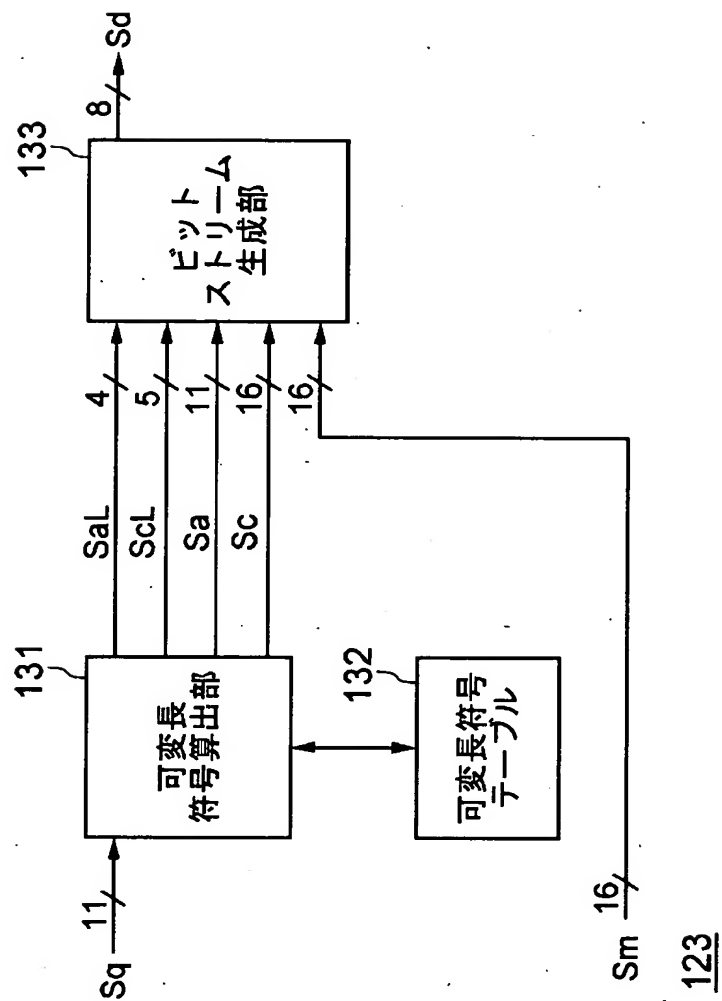 Sq
11
131
可変長
符号算出部
SaL
4
ScL
5
Sa
11
Sc
16
16
133
ビット
ストリーム
生成部
8
Sd
132
可変長符号
テーブル
Sm
16
123